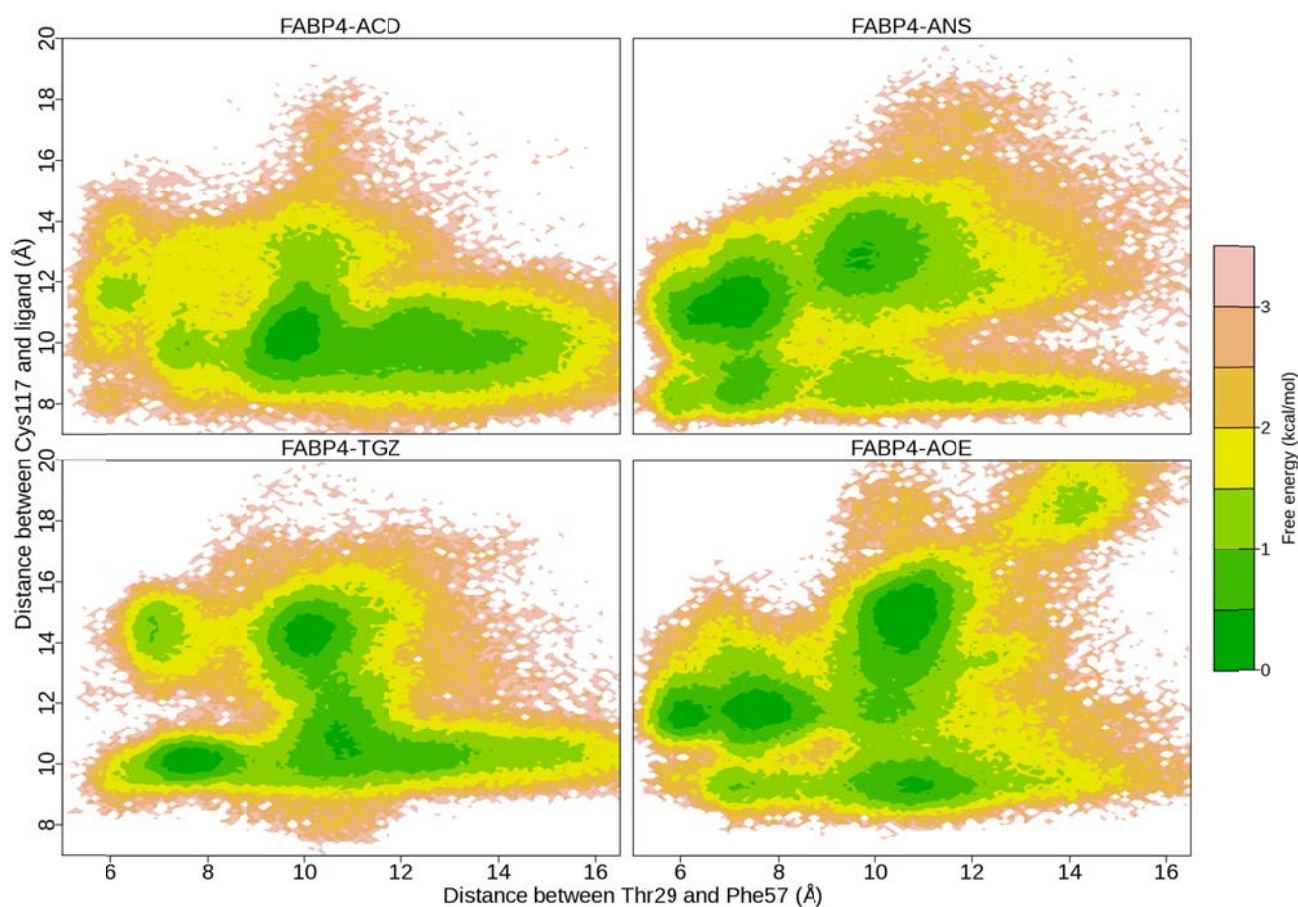 FABP4-ACD
FABP4-ANS
20
18
16
14
12
10
8
FABP4-TGZ
FABP4-AOE
20
18
16
14
12
10
8
6 8 10 12 14 16
6 8 10 12 14 16
Distance between Cys117 and ligand (Å)
Distance between Thr29 and Phe57 (Å)
3
2
1
0
Free energy (kcal/mol)